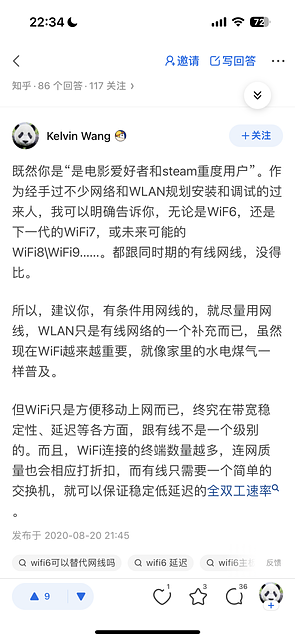 22:34
72
邀请 写回答
知乎 · 86 个回答 · 117 关注 >
Kelvin Wang
+关注
既然你是“是电影爱好者和steam重度用户”。作
为经手过不少网络和WLAN规划安装和调试的过
来人，我可以明确告诉你，无论是WiF6，还是
下一代的WiFi7，或未来可能的
WiFi8\WiFi9......。都跟同时期的有线网线，没得
比。
所以，建议你，有条件用网线的，就尽量用网
线，WLAN只是有线网络的一个补充而已，虽然
现在WiFi越来越重要，就像家里的水电煤气一
样普及。
但WiFi只是方便移动上网而已，终究在带宽稳
定性、延迟等各方面，跟有线不是一个级别
的。而且，WiFi连接的终端数量越多，连网质
量也会相应打折扣，而有线只需要一个简单的
交换机，就可以保证稳定低延迟的全双工速率
。
发布于 2020-08-20 21:45
wifi6可以替代网线吗 wifi6 延迟 wifi6主 反馈
9 1 3 36